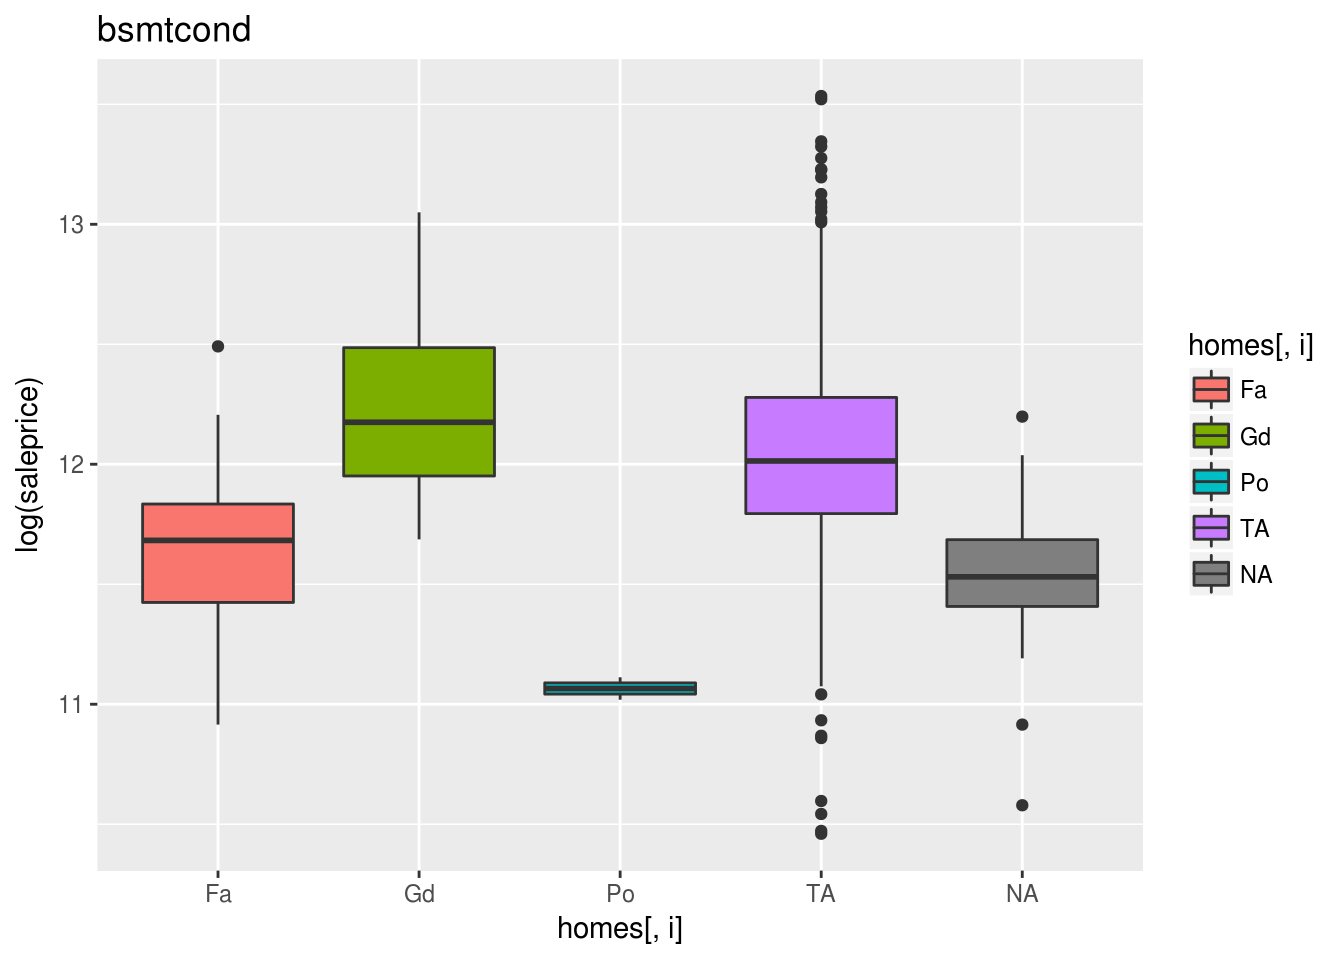 bsmtcond
log(saleprice)
13
12
11
Fa Gd Po TA NA
homes[, i]
homes[, i]
Fa
Gd
Po
TA
NA